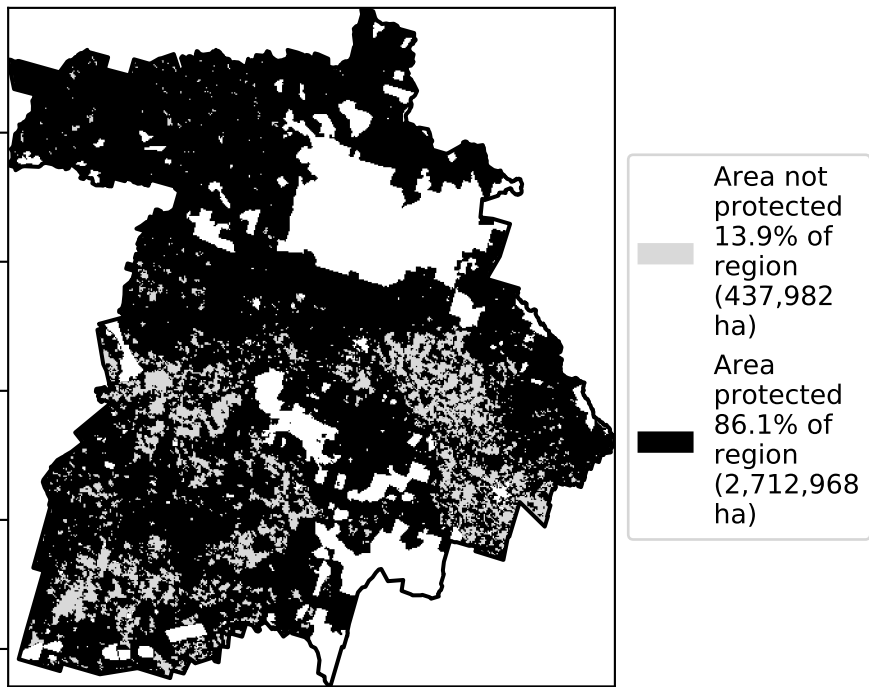 Area not
protected
13.9% of
region
(437,982
ha)
Area
protected
86.1% of
region
(2,712,968
ha)